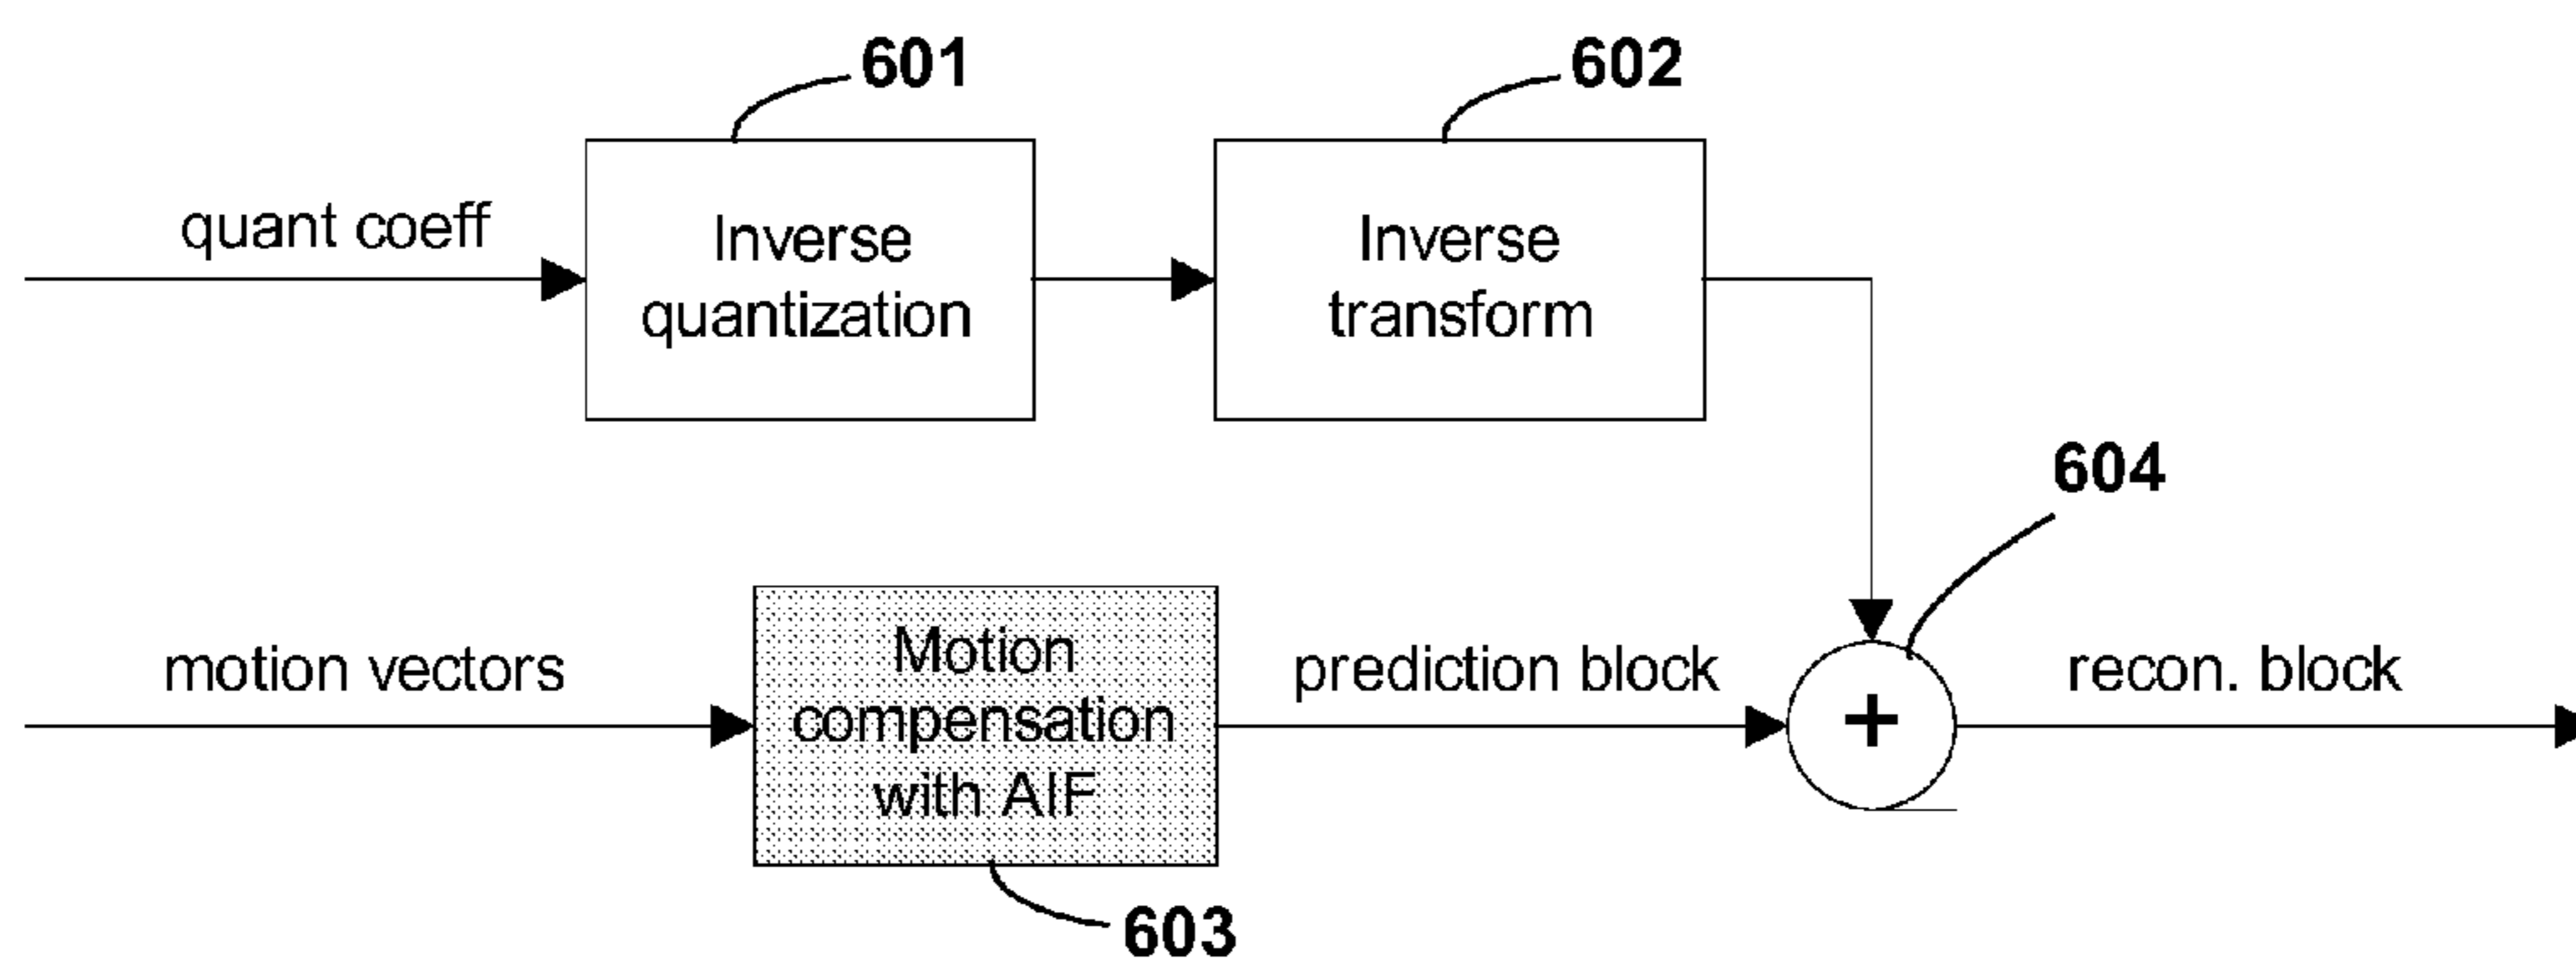 601
602
quant coeff
Inverse
quantization
Inverse
transform
604
motion vectors
Motion
compensation
with AIF
prediction block
+
recon. block
603